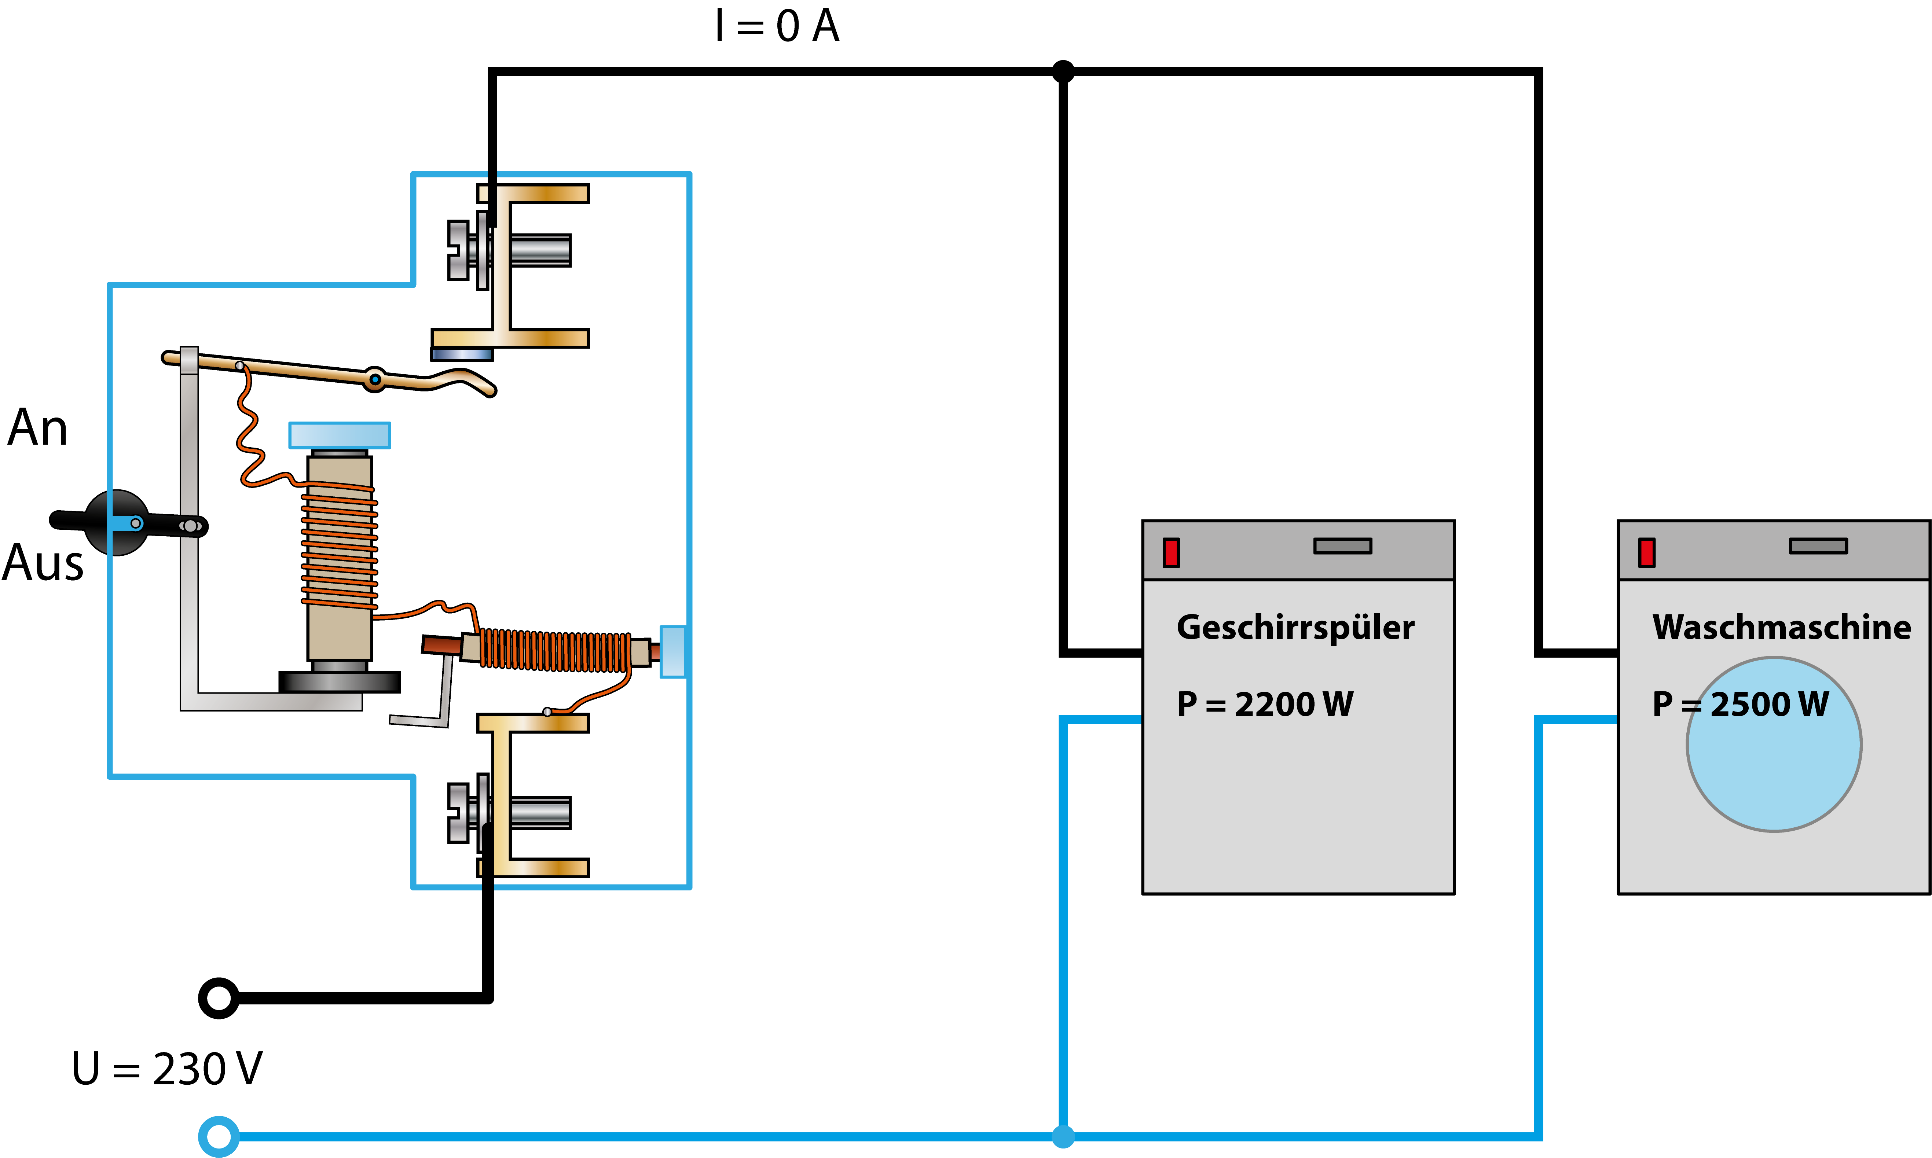 I = 0 A
An
Aus
Geschirrspüler
P = 2200 W
Waschmaschine
P = 2500 W
U = 230 V